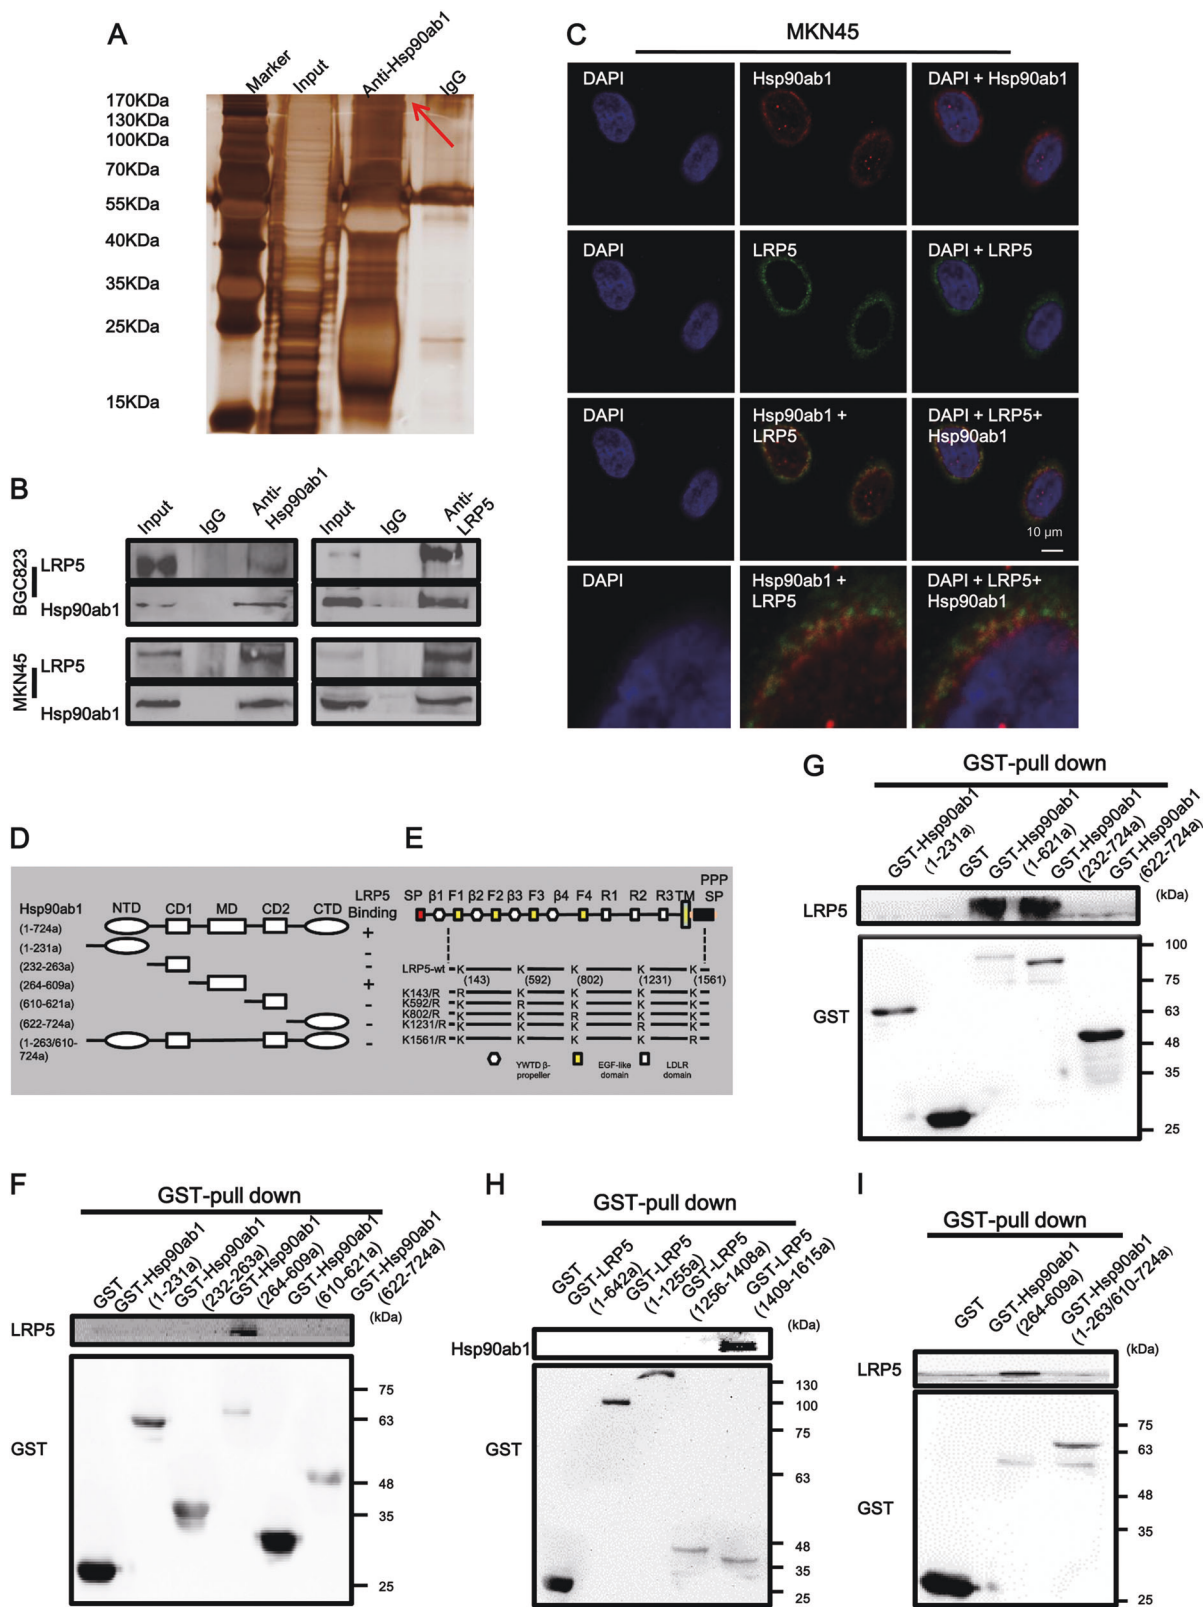 A
Marker
Input
Anti-Hsp90ab1
IgG
170KDa
130KDa
100KDa
70KDa
55KDa
40KDa
35KDa
25KDa
15KDa
B
Input
IgG
Anti-
Hsp90ab1
Input
IgG
Anti-
LRP5
BGC823
LRP5
Hsp90ab1
MKN45
LRP5
Hsp90ab1
C
MKN45
DAPI
Hsp90ab1
DAPI + Hsp90ab1
DAPI
LRP5
DAPI + LRP5
DAPI
Hsp90ab1 +
LRP5
DAPI + LRP5+
Hsp90ab1
10 µm
DAPI
Hsp90ab1 +
LRP5
DAPI + LRP5+
Hsp90ab1
D
Hsp90ab1
NTD
CD1
MD
CD2
CTD
LRP5
Binding
(1-724a)
+
(1-231a)
-
(232-263a)
-
(264-609a)
+
(610-621a)
-
(622-724a)
-
(1-263/610-
724a)
-
E
PPP
SP β1 F1 β2 F2 β3 F3 β4 F4 R1 R2 R3 TM SP
LRP5-wt K K K K K
(143) (592) (802) (1231) (1561)
K143/R R K K K K
K592/R K R K K K
K802/R K K R K K
K1231/R K K K R K
K1561/R K K K K R
YWTD β-
propeller
EGF-like
domain
LDLR
domain
G
GST-pull down
GST-Hsp90ab1
(1-231a)
GST
GST-Hsp90ab1
(1-621a)
GST-Hsp90ab1
(232-724a)
GST-Hsp90ab1
(622-724a)
(kDa)
LRP5
GST
100
75
63
48
35
25
F
GST-pull down
GST
GST-Hsp90ab1
(1-231a)
GST-Hsp90ab1
(232-263a)
GST-Hsp90ab1
(264-609a)
GST-Hsp90ab1
(610-621a)
GST-Hsp90ab1
(622-724a)
(kDa)
LRP5
GST
75
63
48
35
25
H
GST-pull down
GST
GST-LRP5
(1-642a)
GST-LRP5
(1-1255a)
GST-LRP5
(1256-1408a)
GST-LRP5
(1409-1615a)
(kDa)
Hsp90ab1
GST
130
100
75
63
48
35
25
I
GST-pull down
GST
GST-Hsp90ab1
(264-609a)
GST-Hsp90ab1
(1-263/610-724a)
(kDa)
LRP5
GST
75
63
48
35
25